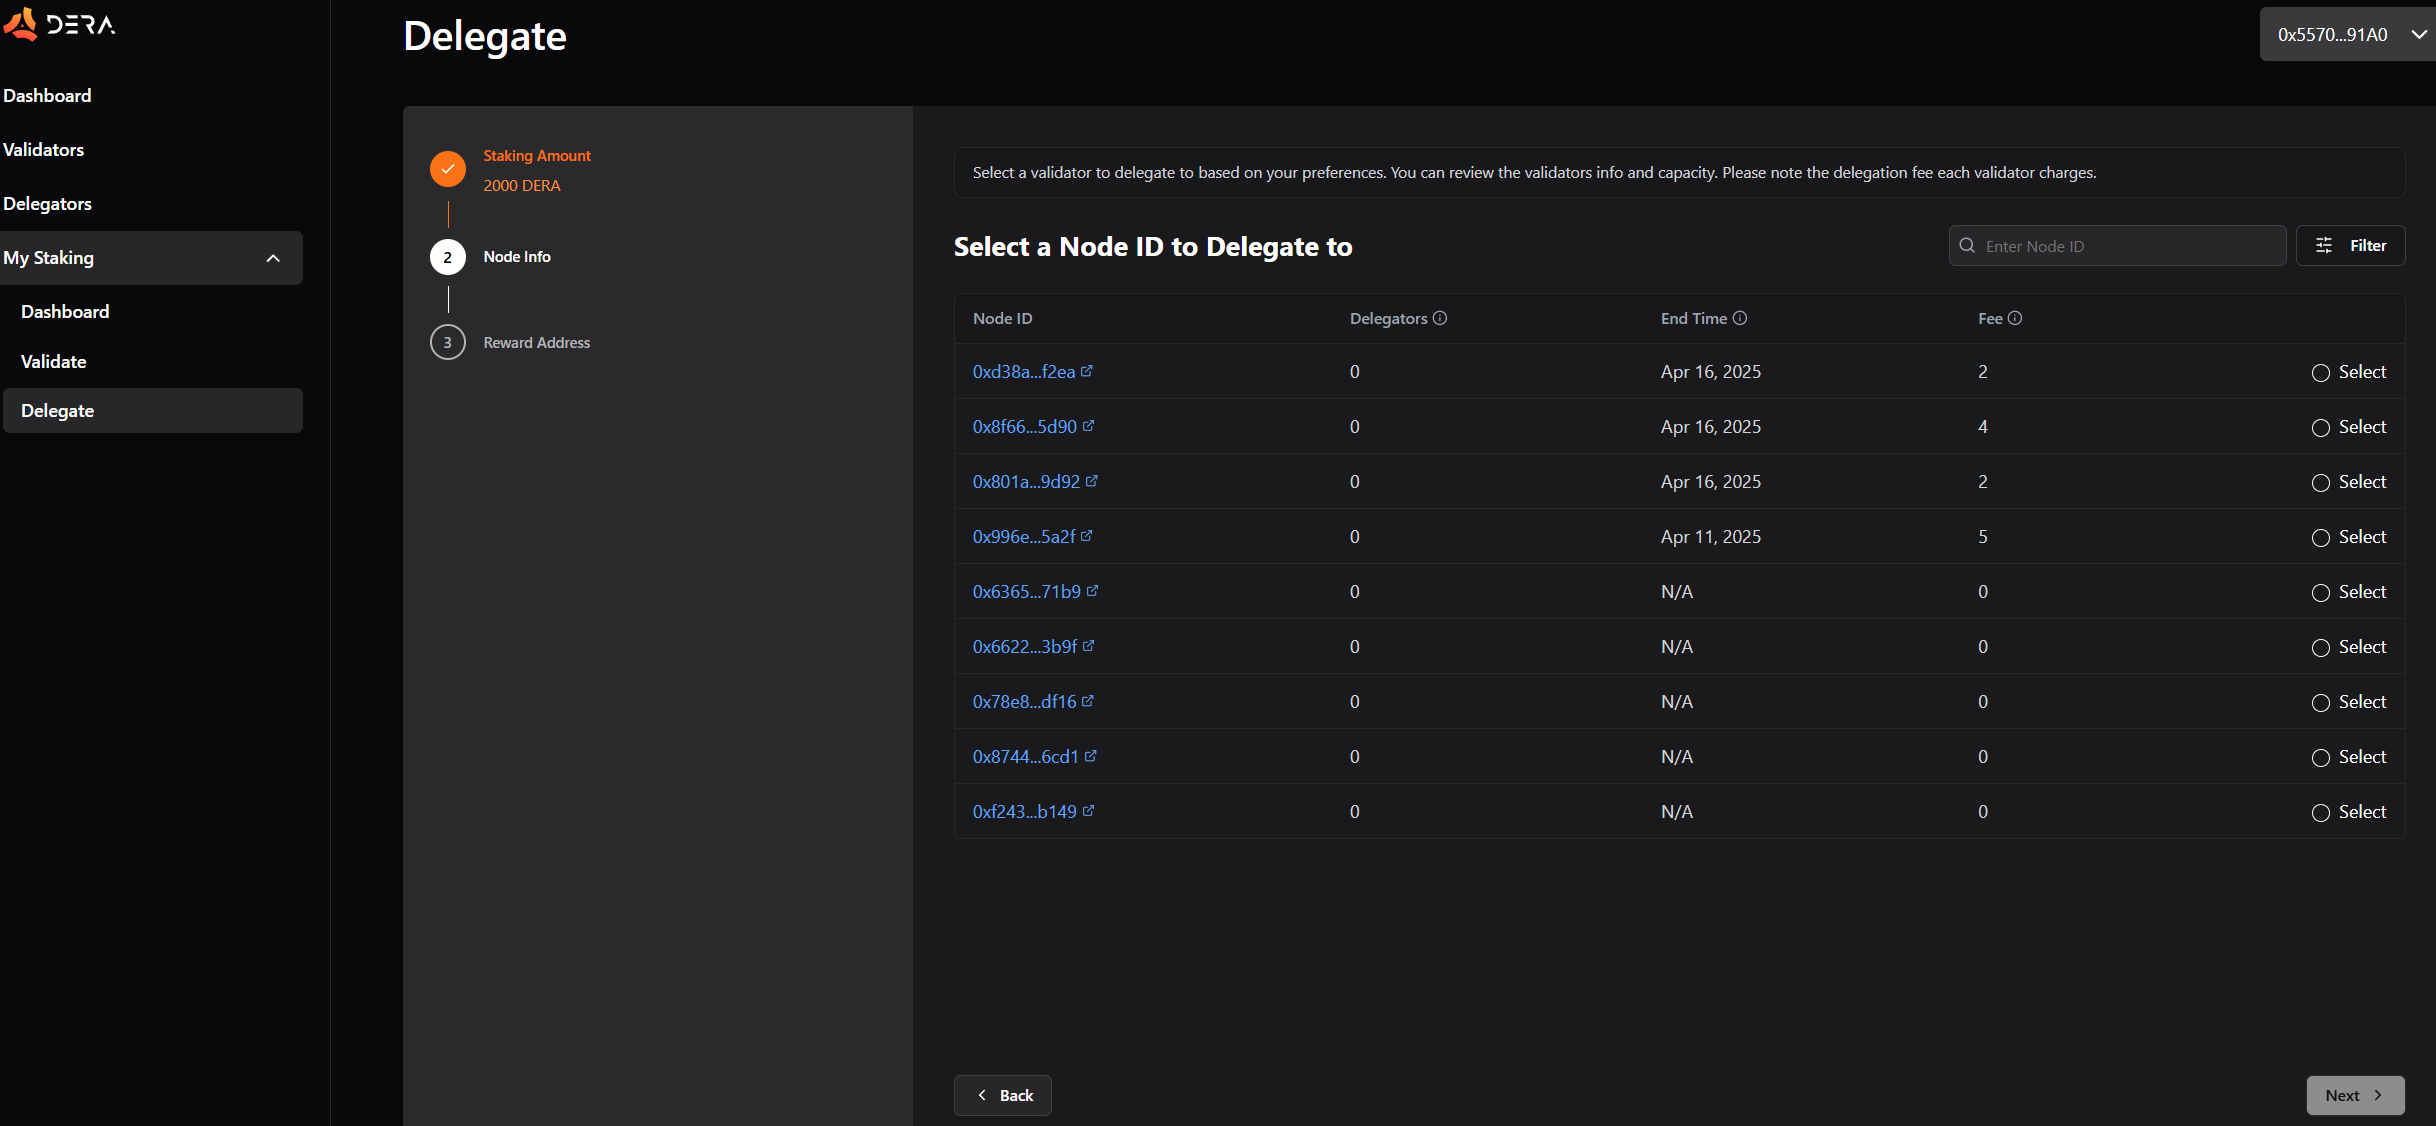 DERA
Delegate
0x5570...91A0
Dashboard
Validators
Delegators
My Staking
Dashboard
Validate
Delegate
Staking Amount
2000 DERA
2 Node Info
3 Reward Address
Select a validator to delegate to based on your preferences. You can review the validators info and capacity. Please note the delegation fee each validator charges.
Select a Node ID to Delegate to
Enter Node ID
Filter
Node ID Delegators End Time Fee
0xd38a...f2ea 0 Apr 16, 2025 2 Select
0x8f66...5d90 0 Apr 16, 2025 4 Select
0x801a...9d92 0 Apr 16, 2025 2 Select
0x996e...5a2f 0 Apr 11, 2025 5 Select
0x6365...71b9 0 N/A 0 Select
0x6622...3b9f 0 N/A 0 Select
0x78e8...df16 0 N/A 0 Select
0x8744...6cd1 0 N/A 0 Select
0xf243...b149 0 N/A 0 Select
Back
Next